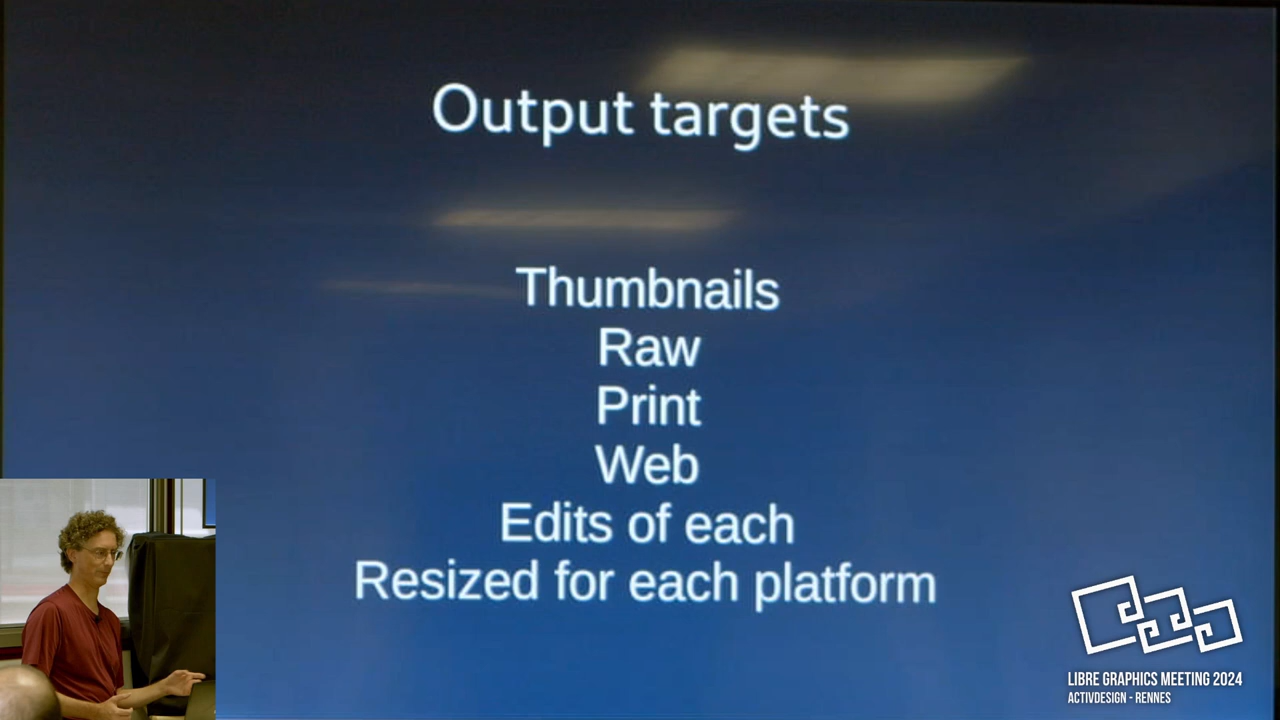 Output targets
Thumbnails
Raw
Print
Web
Edits of each
Resized for each platform
LIBRE GRAPHICS MEETING 2024
ACTIVDESIGN - RENNES